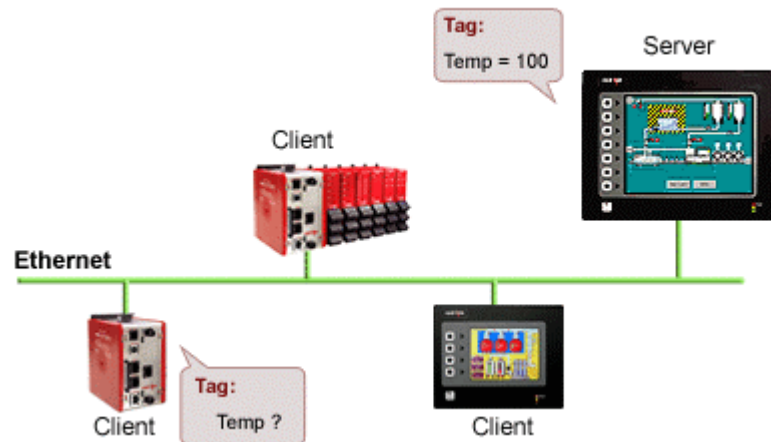 Tag:
Temp = 100
Server
Client
Ethernet
Tag:
Temp ?
Client
Client